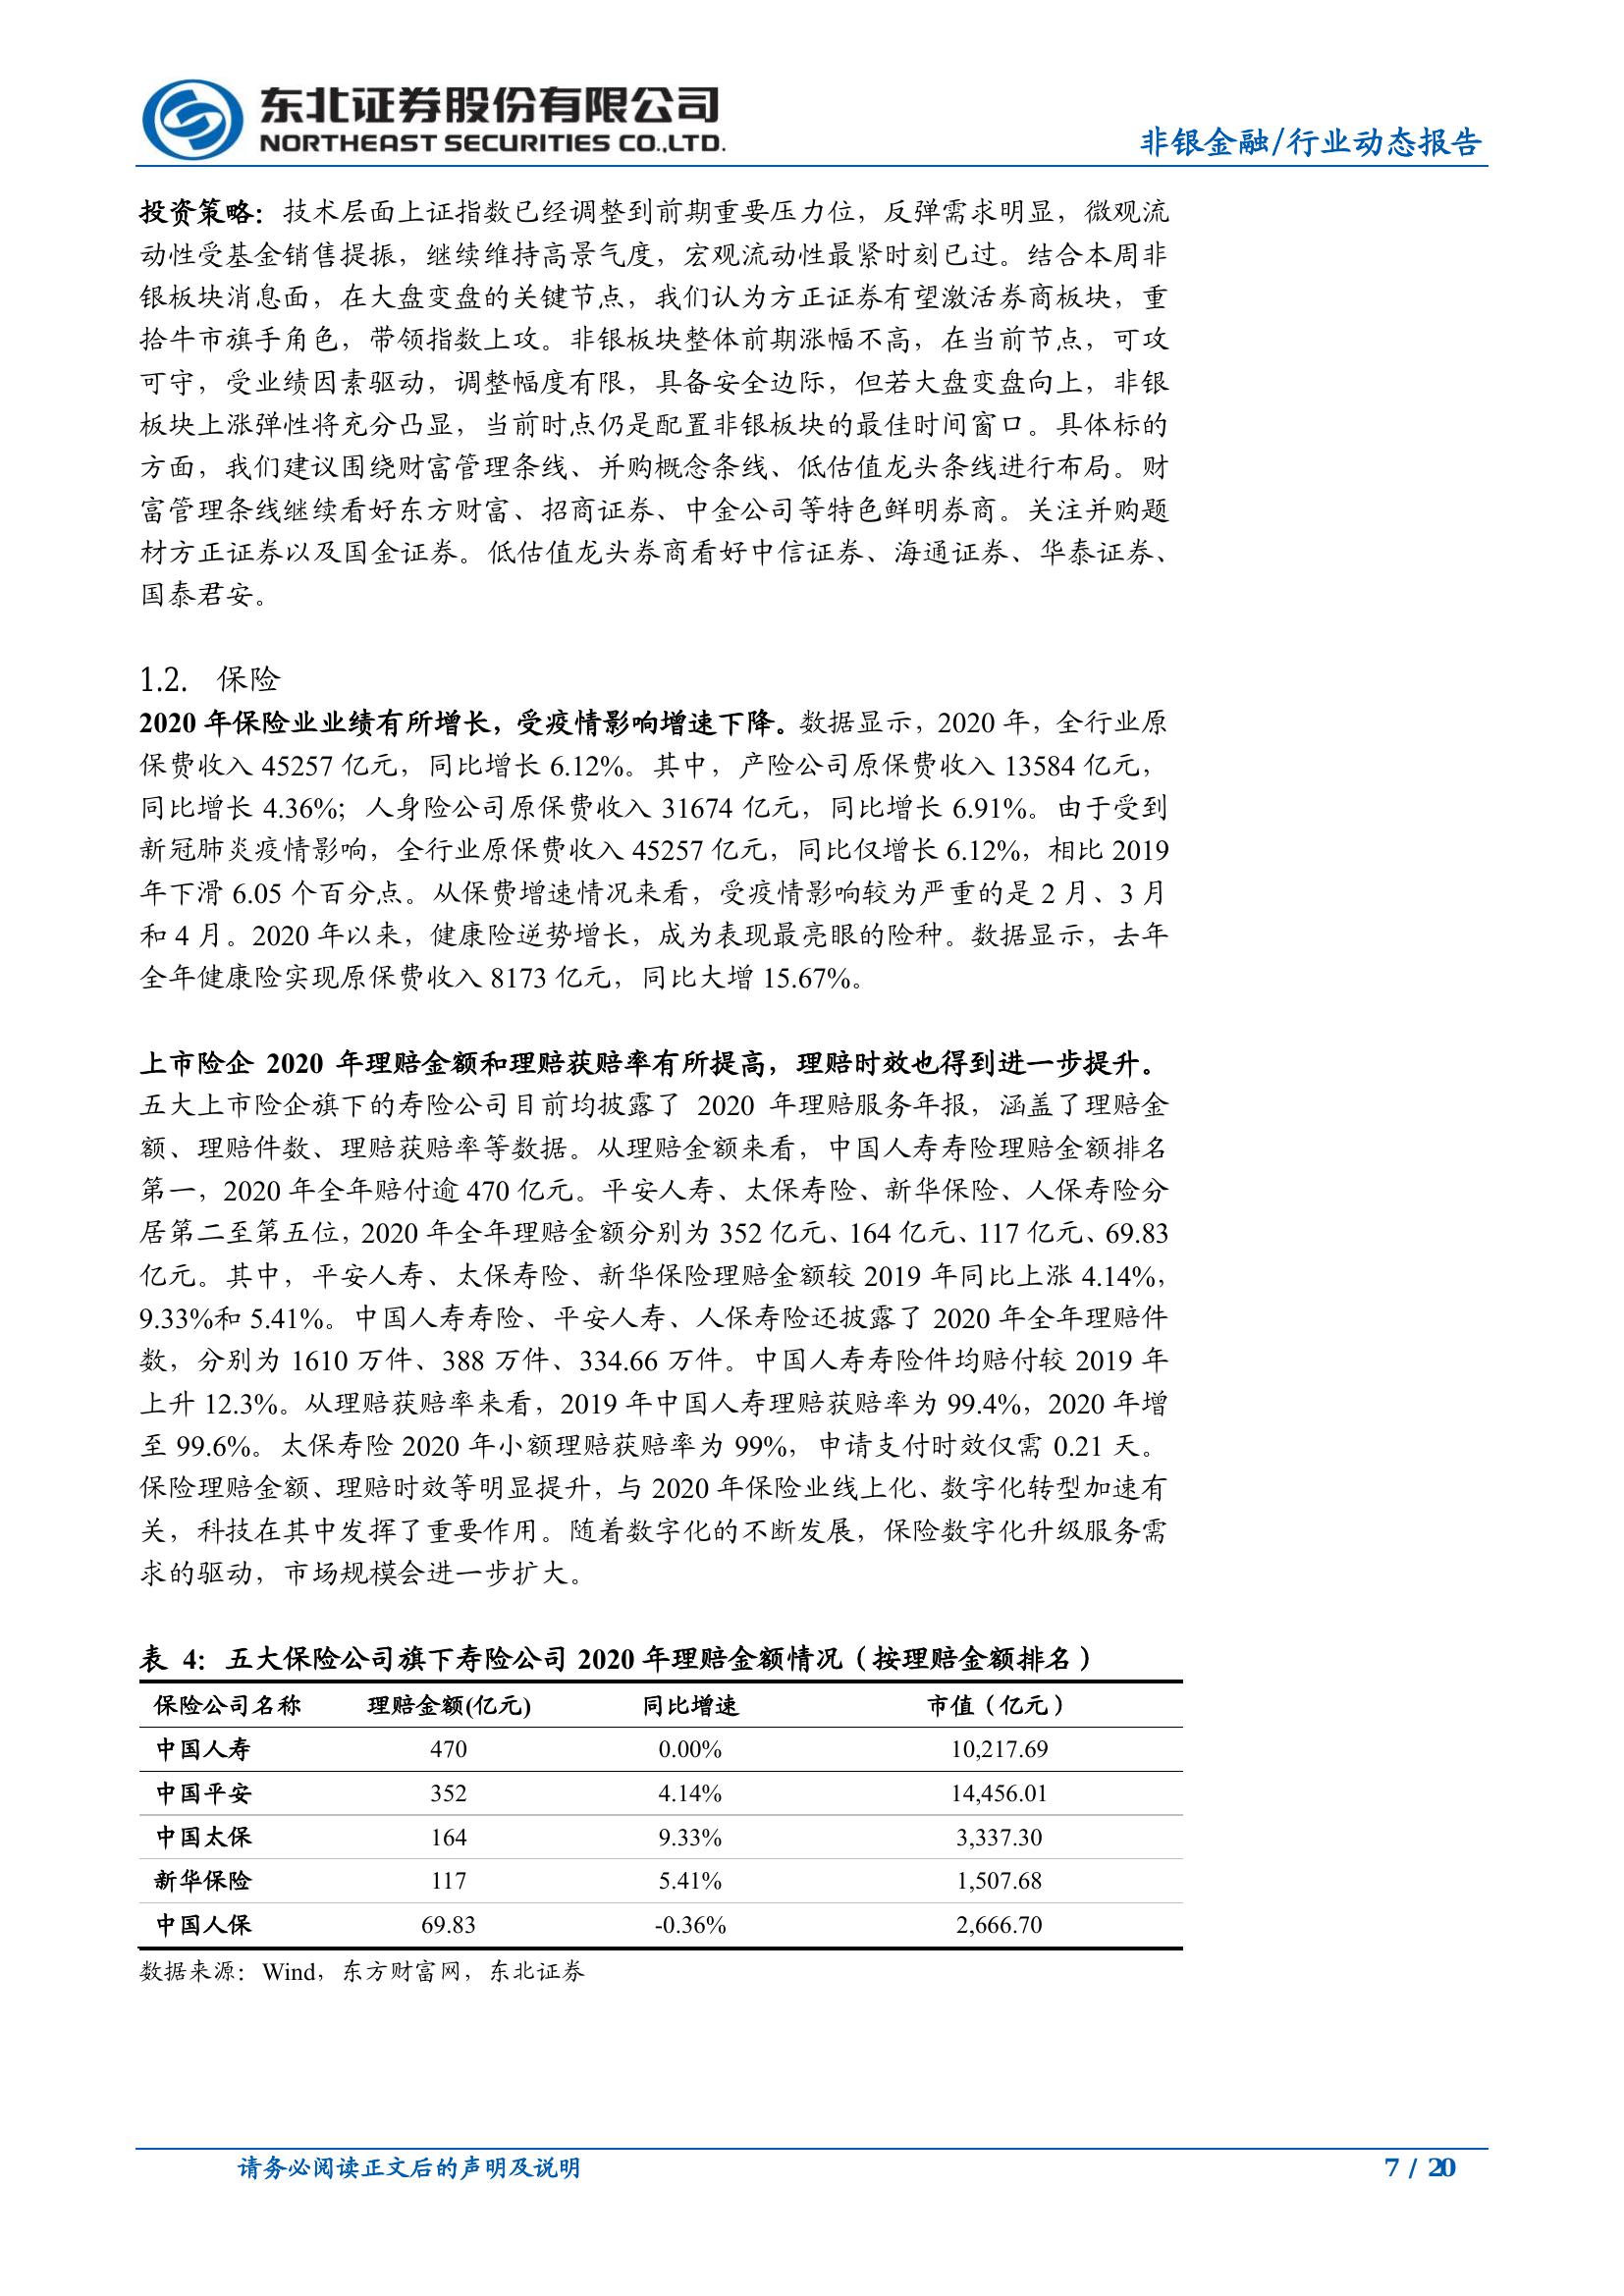 东北证券股份有限公司
NORTHEAST SECURITIES CO.,LTD.
非银金融/行业动态报告
投资策略：技术层面上证指数已经调整到前期重要压力位，反弹需求明显，微观流
动性受基金销售提振，继续维持高景气度，宏观流动性最紧时刻已过。结合本周非
银板块消息面，在大盘变盘的关键节点，我们认为方正证券有望激活券商板块，重
拾牛市旗手角色，带领指数上攻。非银板块整体前期涨幅不高，在当前节点，可攻
可守，受业绩因素驱动，调整幅度有限，具备安全边际，但若大盘变盘向上，非银
板块上涨弹性将充分凸显，当前时点仍是配置非银板块的最佳时间窗口。具体标的
方面，我们建议围绕财富管理条线、并购概念条线、低估值龙头条线进行布局。财
富管理条线继续看好东方财富、招商证券、中金公司等特色鲜明券商。关注并购题
材方正证券以及国金证券。低估值龙头券商看好中信证券、海通证券、华泰证券、
国泰君安。
1.2. 保险
2020 年保险业业绩有所增长，受疫情影响增速下降。数据显示，2020 年，全行业原
保费收入 45257 亿元，同比增长 6.12%。其中，产险公司原保费收入 13584 亿元，
同比增长 4.36%；人身险公司原保费收入 31674 亿元，同比增长 6.91%。由于受到
新冠肺炎疫情影响，全行业原保费收入 45257 亿元，同比仅增长 6.12%，相比 2019
年下滑 6.05 个百分点。从保费增速情况来看，受疫情影响较为严重的是 2 月、3 月
和 4 月。2020 年以来，健康险逆势增长，成为表现最亮眼的险种。数据显示，去年
全年健康险实现原保费收入 8173 亿元，同比大增 15.67%。
上市险企 2020 年理赔金额和理赔获赔率有所提高，理赔时效也得到进一步提升。
五大上市险企旗下的寿险公司目前均披露了 2020 年理赔服务年报，涵盖了理赔金
额、理赔件数、理赔获赔率等数据。从理赔金额来看，中国人寿寿险理赔金额排名
第一，2020 年全年赔付逾 470 亿元。平安人寿、太保寿险、新华保险、人保寿险分
居第二至第五位，2020 年全年理赔金额分别为 352 亿元、164 亿元、117 亿元、69.83
亿元。其中，平安人寿、太保寿险、新华保险理赔金额较 2019 年同比上涨 4.14%，
9.33%和 5.41%。中国人寿寿险、平安人寿、人保寿险还披露了 2020 年全年理赔件
数，分别为 1610 万件、388 万件、334.66 万件。中国人寿寿险件均赔付较 2019 年
上升 12.3%。从理赔获赔率来看，2019 年中国人寿理赔获赔率为 99.4%，2020 年增
至 99.6%。太保寿险 2020 年小额理赔获赔率为 99%，申请支付时效仅需 0.21 天。
保险理赔金额、理赔时效等明显提升，与 2020 年保险业线上化、数字化转型加速有
关，科技在其中发挥了重要作用。随着数字化的不断发展，保险数字化升级服务需
求的驱动，市场规模会进一步扩大。
表 4：五大保险公司旗下寿险公司 2020 年理赔金额情况（按理赔金额排名）
保险公司名称 理赔金额(亿元) 同比增速 市值（亿元）
中国人寿 470 0.00% 10,217.69
中国平安 352 4.14% 14,456.01
中国太保 164 9.33% 3,337.30
新华保险 117 5.41% 1,507.68
中国人保 69.83 -0.36% 2,666.70
数据来源：Wind，东方财富网，东北证券
请务必阅读正文后的声明及说明 7 / 20